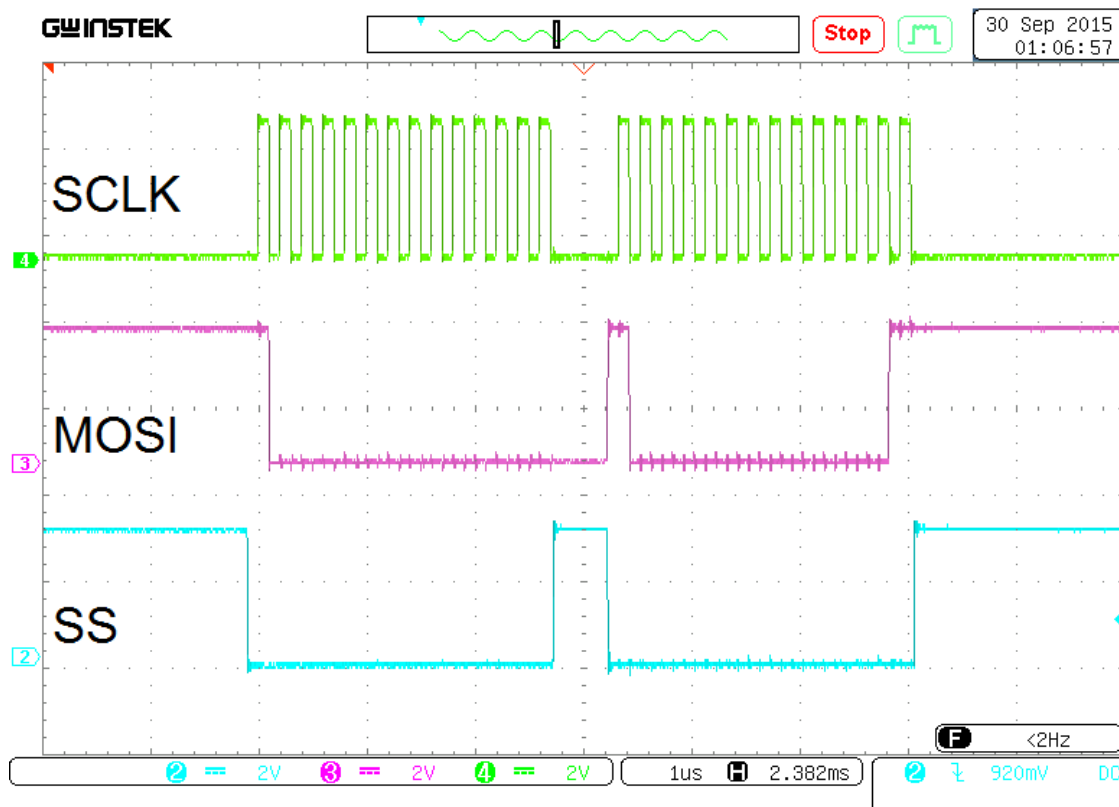 GWINSTEK
Stop
30 Sep 2015
01:06:57
SCLK
4
MOSI
3
SS
2
F <2Hz
2 2V 3 2V 4 2V
1us H 2.382ms
2 920mV DC